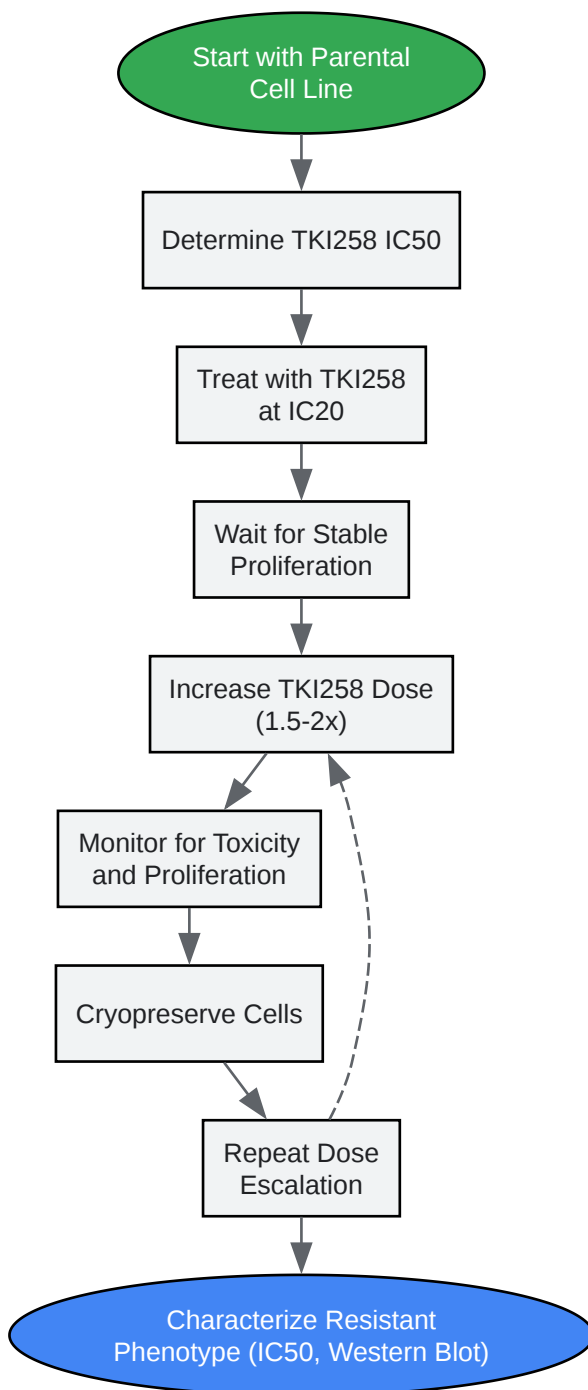 Start with Parental
Cell Line
Determine TKI258 IC50
Treat with TKI258
at IC20
Wait for Stable
Proliferation
Increase TKI258 Dose
(1.5-2x)
Monitor for Toxicity
and Proliferation
Cryopreserve Cells
Repeat Dose
Escalation
Characterize Resistant
Phenotype (IC50, Western Blot)